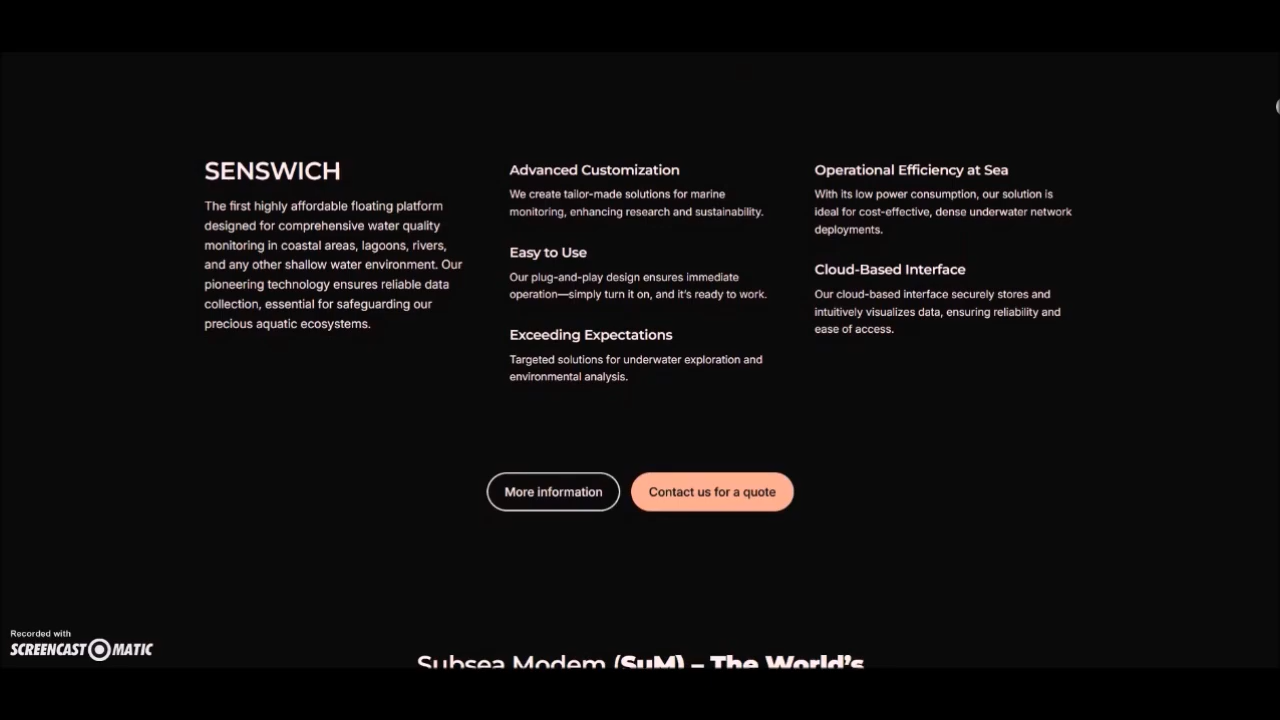 SENSWICH
The first highly affordable floating platform
designed for comprehensive water quality
monitoring in coastal areas, lagoons, rivers,
and any other shallow water environment. Our
pioneering technology ensures reliable data
collection, essential for safeguarding our
precious aquatic ecosystems.
Advanced Customization
We create tailor-made solutions for marine
monitoring, enhancing research and sustainability.
Easy to Use
Our plug-and-play design ensures immediate
operation—simply turn it on, and it's ready to work.
Exceeding Expectations
Targeted solutions for underwater exploration and
environmental analysis.
Operational Efficiency at Sea
With its low power consumption, our solution is
ideal for cost-effective, dense underwater network
deployments.
Cloud-Based Interface
Our cloud-based interface securely stores and
intuitively visualizes data, ensuring reliability and
ease of access.
More information
Contact us for a quote
Subsea Modem (SuM) – The World's
Recorded with
SCREENCAST MATIC